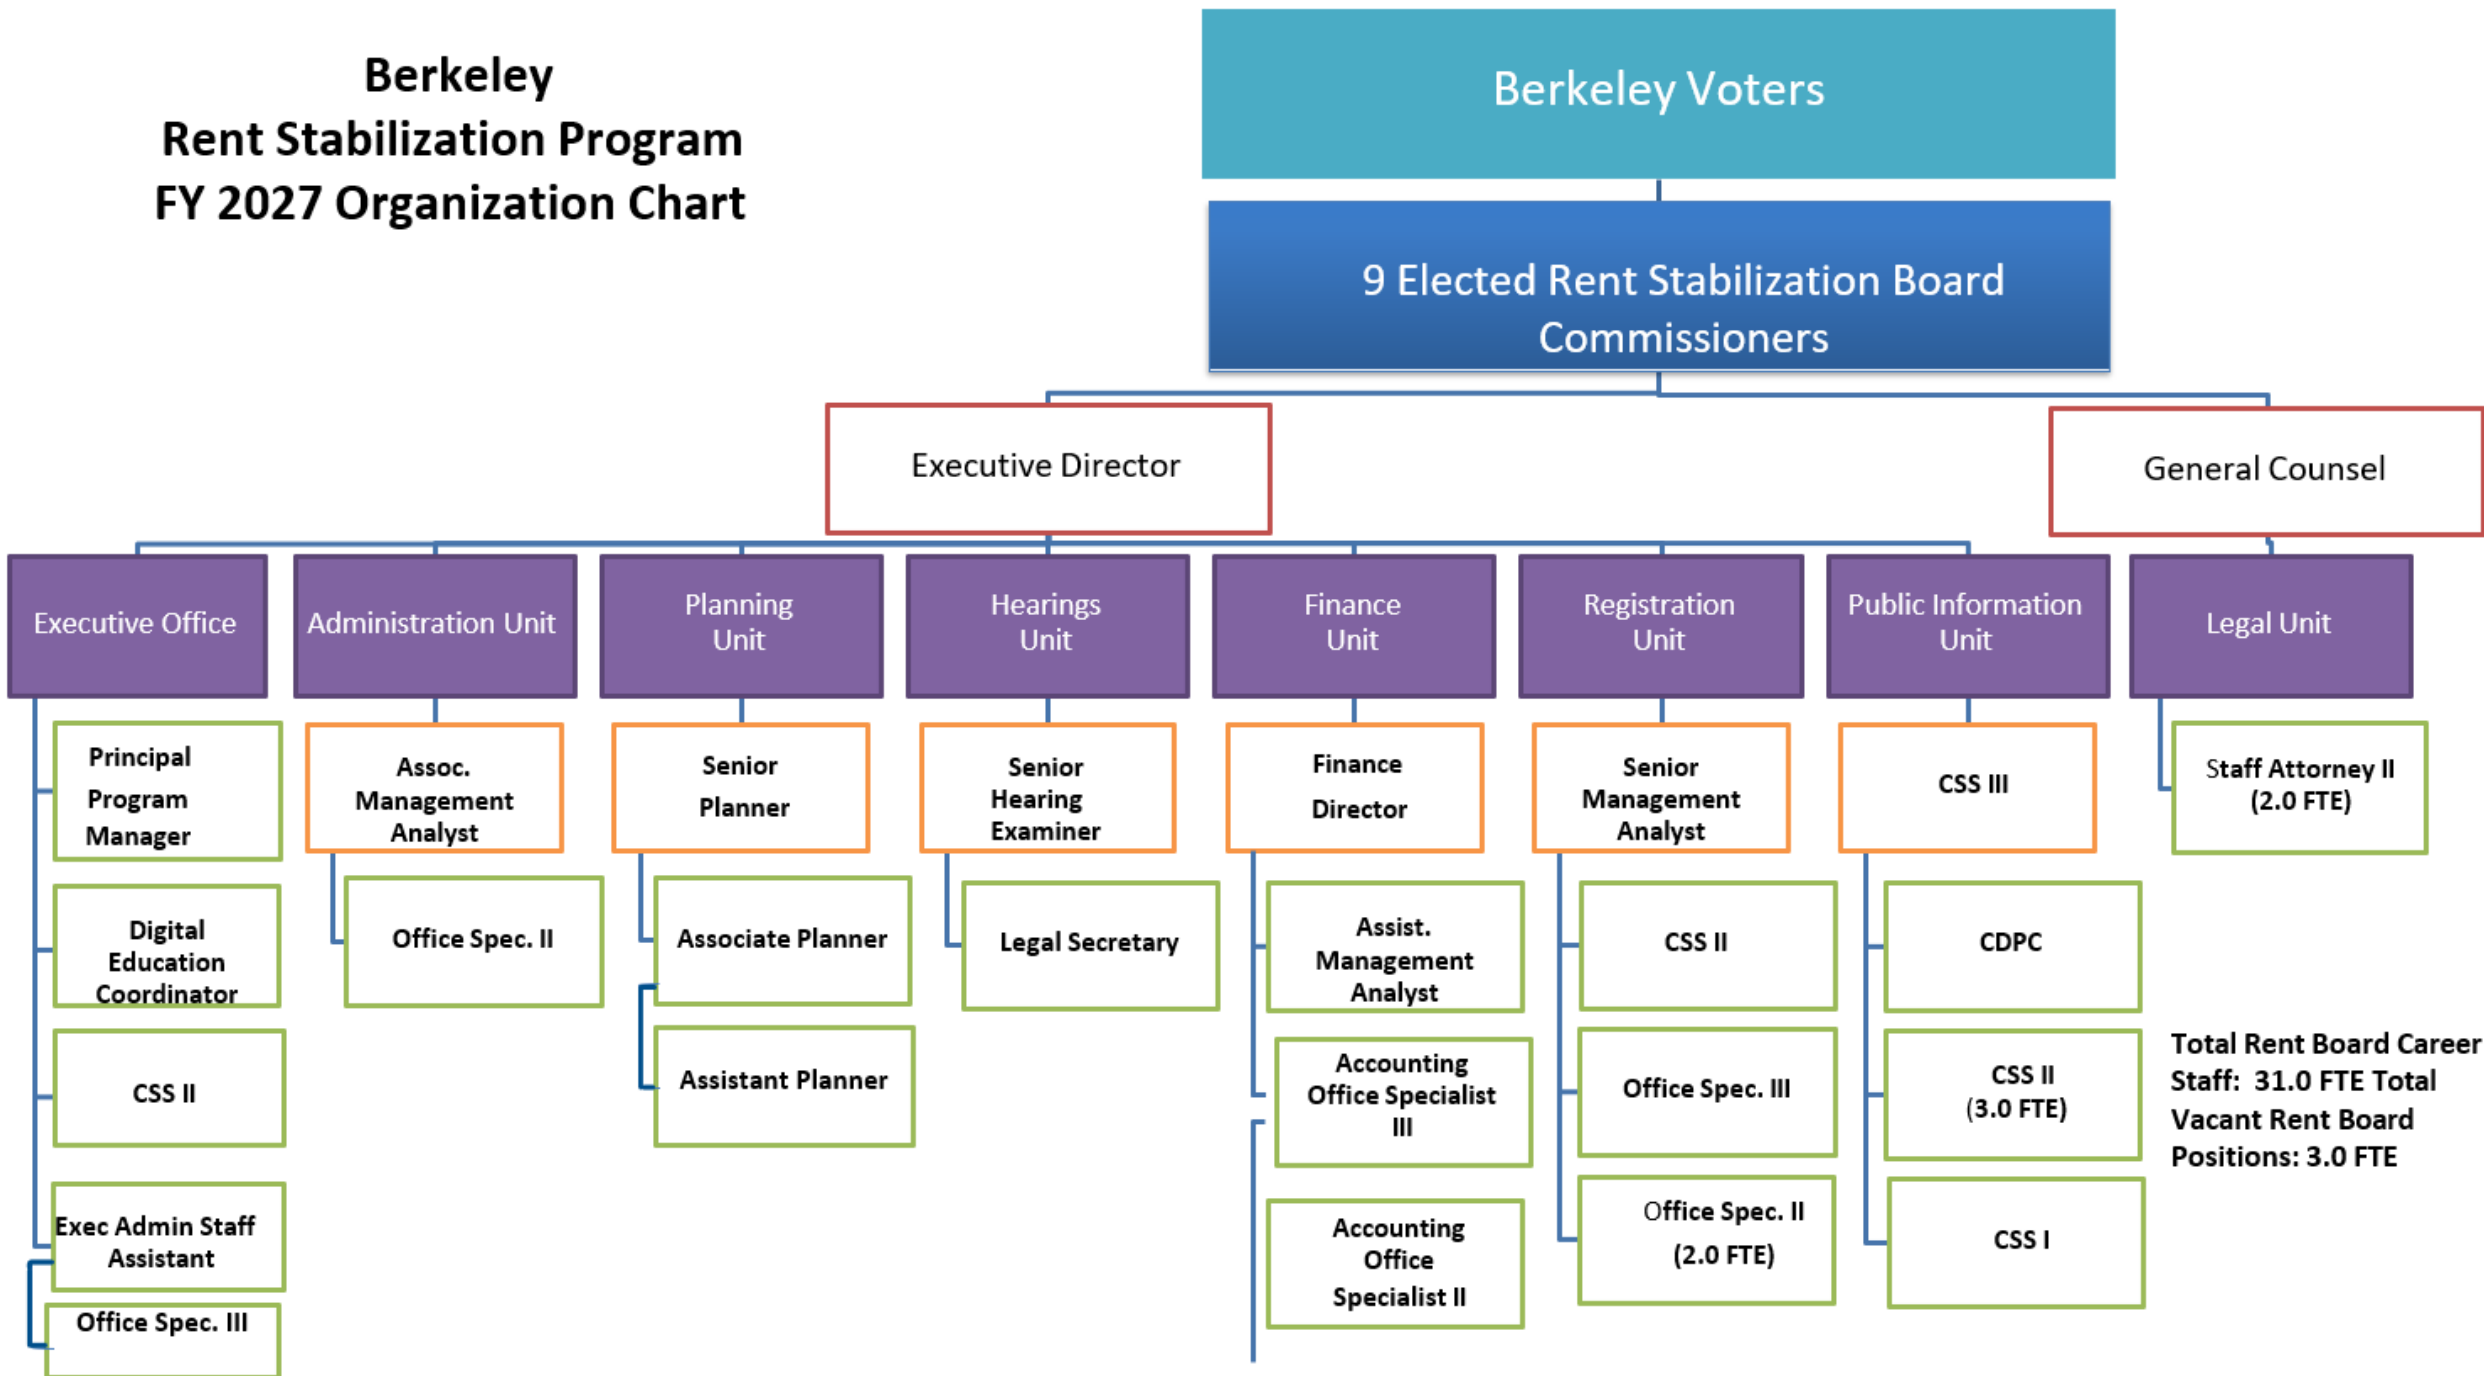 Berkeley
Rent Stabilization Program
FY 2027 Organization Chart
Berkeley Voters
9 Elected Rent Stabilization Board
Commissioners
Executive Director
General Counsel
Executive Office
Administration Unit
Planning
Unit
Hearings
Unit
Finance
Unit
Registration
Unit
Public Information
Unit
Legal Unit
Principal
Program
Manager
Digital
Education
Coordinator
CSS II
Exec Admin Staff
Assistant
Office Spec. III
Assoc.
Management
Analyst
Office Spec. II
Senior
Planner
Associate Planner
Assistant Planner
Senior
Hearing
Examiner
Legal Secretary
Finance
Director
Assist.
Management
Analyst
Accounting
Office Specialist
III
Accounting
Office
Specialist II
Senior
Management
Analyst
CSS II
Office Spec. III
Office Spec. II
(2.0 FTE)
CSS III
CDPC
CSS II
(3.0 FTE)
CSS I
Staff Attorney II
(2.0 FTE)
Total Rent Board Career
Staff: 31.0 FTE Total
Vacant Rent Board
Positions: 3.0 FTE